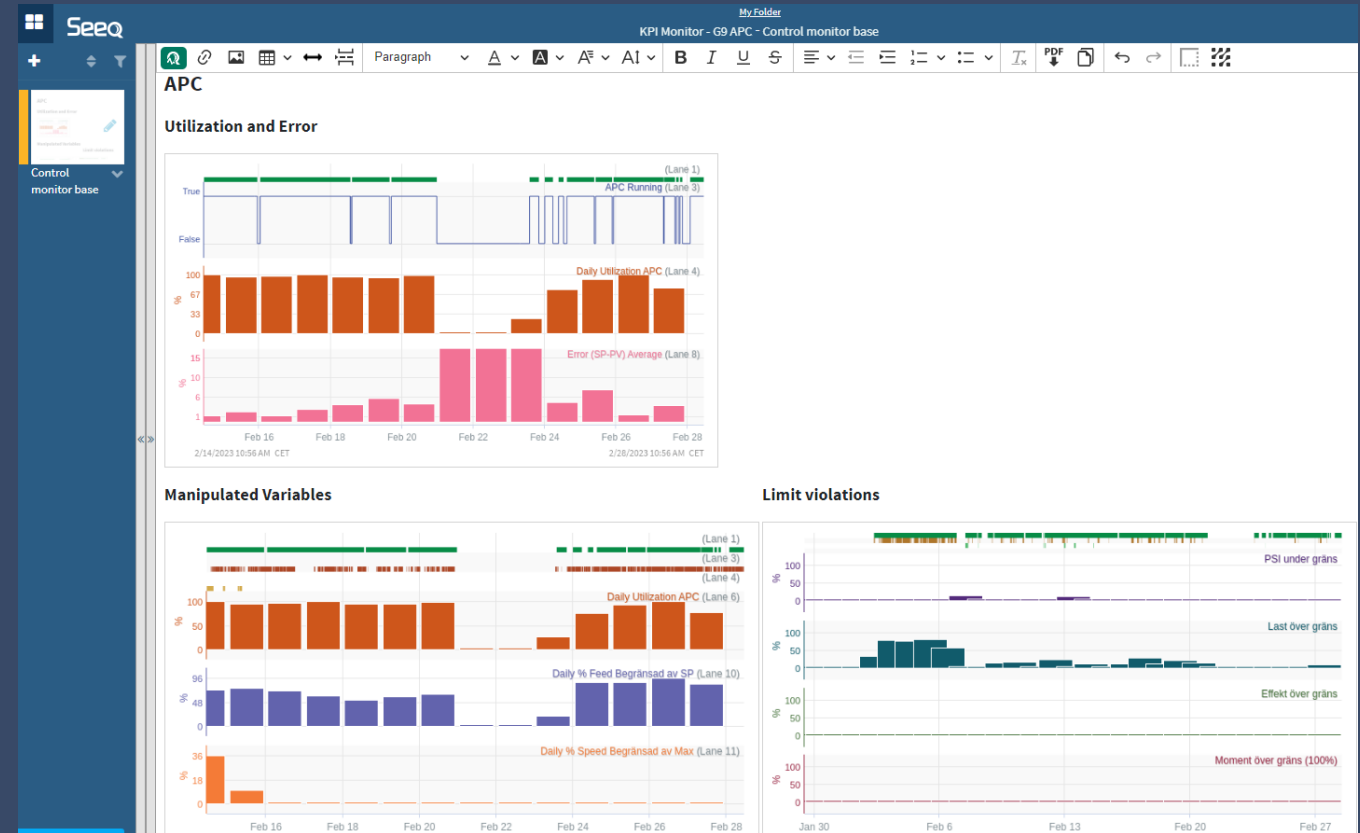 Seeq
My Folder
KPI Monitor - G9 APC - Control monitor base
Paragraph
A
A
A
AI
B
I
U
S
PDF
Control
monitor base
APC
Utilization and Error
(Lane 1)
APC Running (Lane 3)
True
False
Daily Utilization APC (Lane 4)
100
67
33
0
%
Error (SP-PV) Average (Lane 8)
15
10
6
1
%
Feb 16 Feb 18 Feb 20 Feb 22 Feb 24 Feb 26 Feb 28
2/14/2023 10:56 AM CET 2/28/2023 10:56 AM CET
Manipulated Variables
(Lane 1)
(Lane 3)
(Lane 4)
Daily Utilization APC (Lane 6)
100
50
0
%
Daily % Feed Begränsad av SP (Lane 10)
96
48
0
%
Daily % Speed Begränsad av Max (Lane 11)
36
18
0
%
Feb 16 Feb 18 Feb 20 Feb 22 Feb 24 Feb 26 Feb 28
Limit violations
PSI under gräns
100
50
0
%
Last över gräns
100
50
0
%
Effekt över gräns
100
50
0
%
Moment över gräns (100%)
100
50
0
%
Jan 30 Feb 6 Feb 13 Feb 20 Feb 27